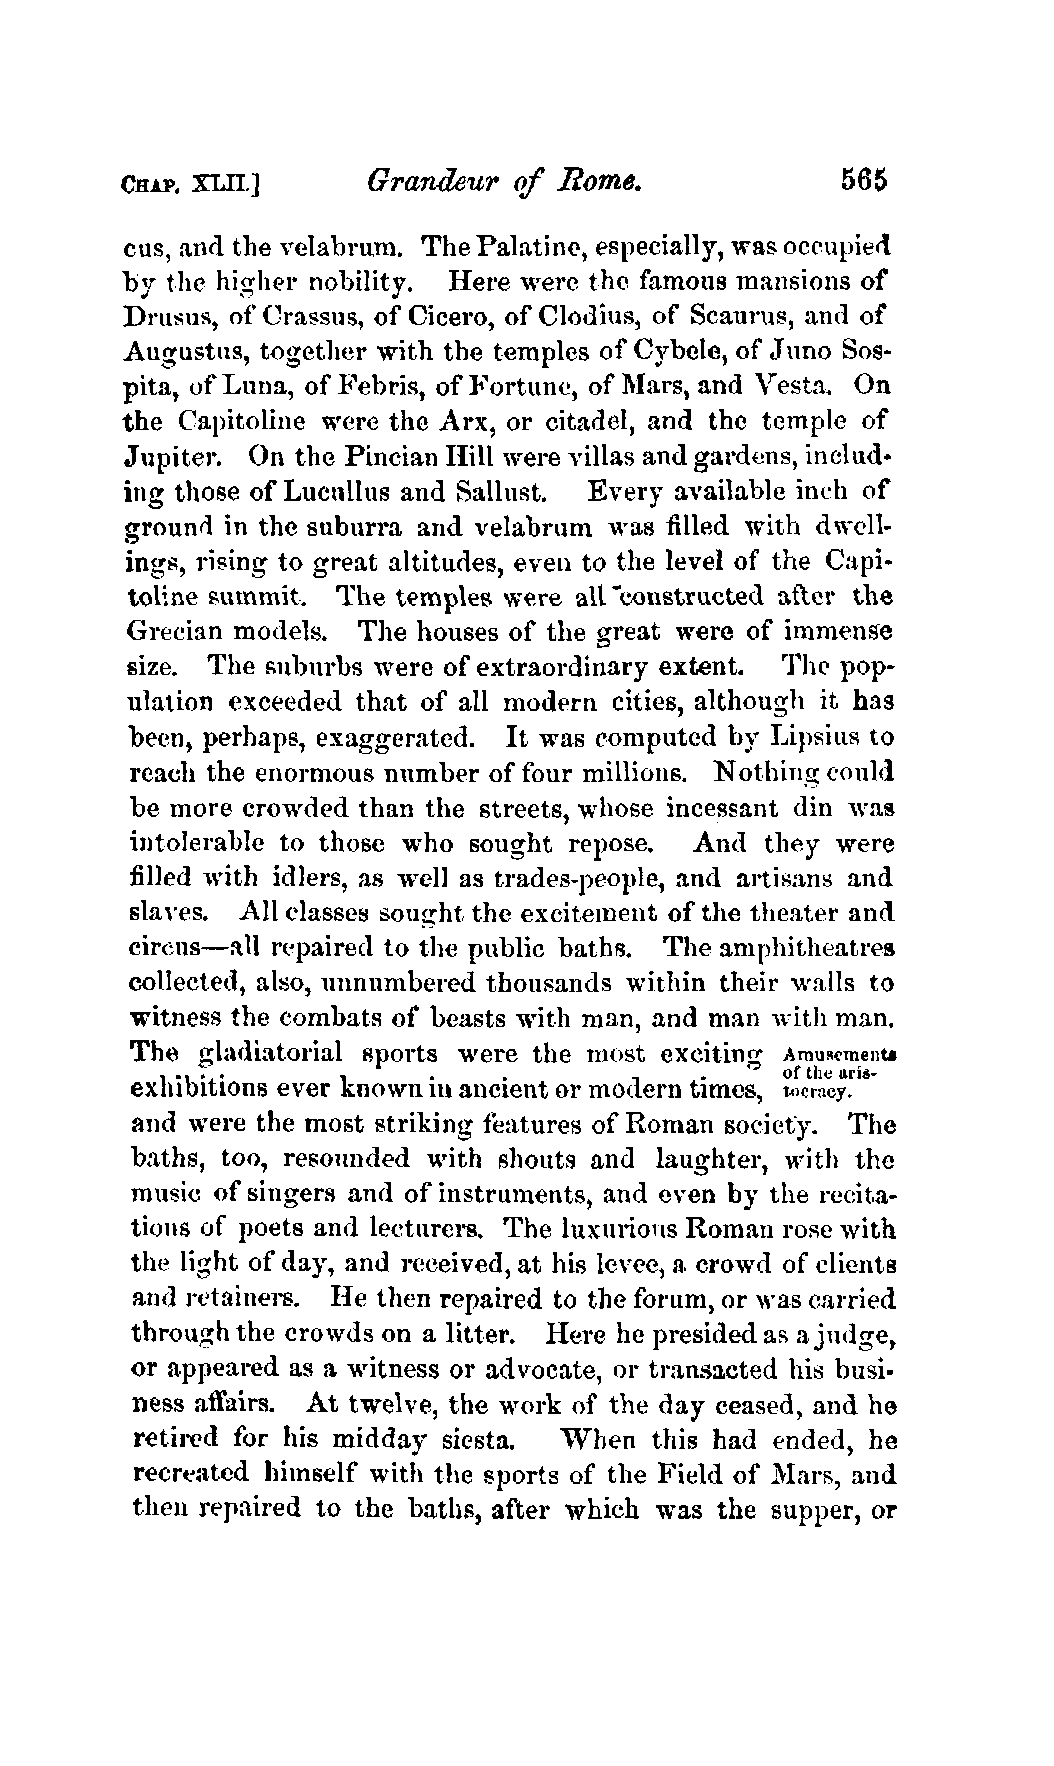 CHAP. XLII.] Grandeur of Rome. 565
cus, and the velabrum. The Palatine, especially, was occupied
by the higher nobility. Here were the famous mansions of
Drusus, of Crassus, of Cicero, of Clodius, of Scaurus, and of
Augustus, together with the temples of Cybele, of Juno Sos-
pita, of Luna, of Febris, of Fortune, of Mars, and Vesta. On
the Capitoline were the Arx, or citadel, and the temple of
Jupiter. On the Pincian Hill were villas and gardens, includ-
ing those of Lucullus and Sallust. Every available inch of
ground in the suburra and velabrum was filled with dwell-
ings, rising to great altitudes, even to the level of the Capi-
toline summit. The temples were all constructed after the
Grecian models. The houses of the great were of immense
size. The suburbs were of extraordinary extent. The pop-
ulation exceeded that of all modern cities, although it has
been, perhaps, exaggerated. It was computed by Lipsius to
reach the enormous number of four millions. Nothing could
be more crowded than the streets, whose incessant din was
intolerable to those who sought repose. And they were
filled with idlers, as well as trades-people, and artisans and
slaves. All classes sought the excitement of the theater and
circus—all repaired to the public baths. The amphitheatres
collected, also, unnumbered thousands within their walls to
witness the combats of beasts with man, and man with man.
The gladiatorial sports were the most exciting
exhibitions ever known in ancient or modern times,
Amusements
of the aris-
tocracy.
and were the most striking features of Roman society. The
baths, too, resounded with shouts and laughter, with the
music of singers and of instruments, and even by the recita-
tions of poets and lecturers. The luxurious Roman rose with
the light of day, and received, at his levee, a crowd of clients
and retainers. He then repaired to the forum, or was carried
through the crowds on a litter. Here he presided as a judge,
or appeared as a witness or advocate, or transacted his busi-
ness affairs. At twelve, the work of the day ceased, and he
retired for his midday siesta. When this had ended, he
recreated himself with the sports of the Field of Mars, and
then repaired to the baths, after which was the supper, or